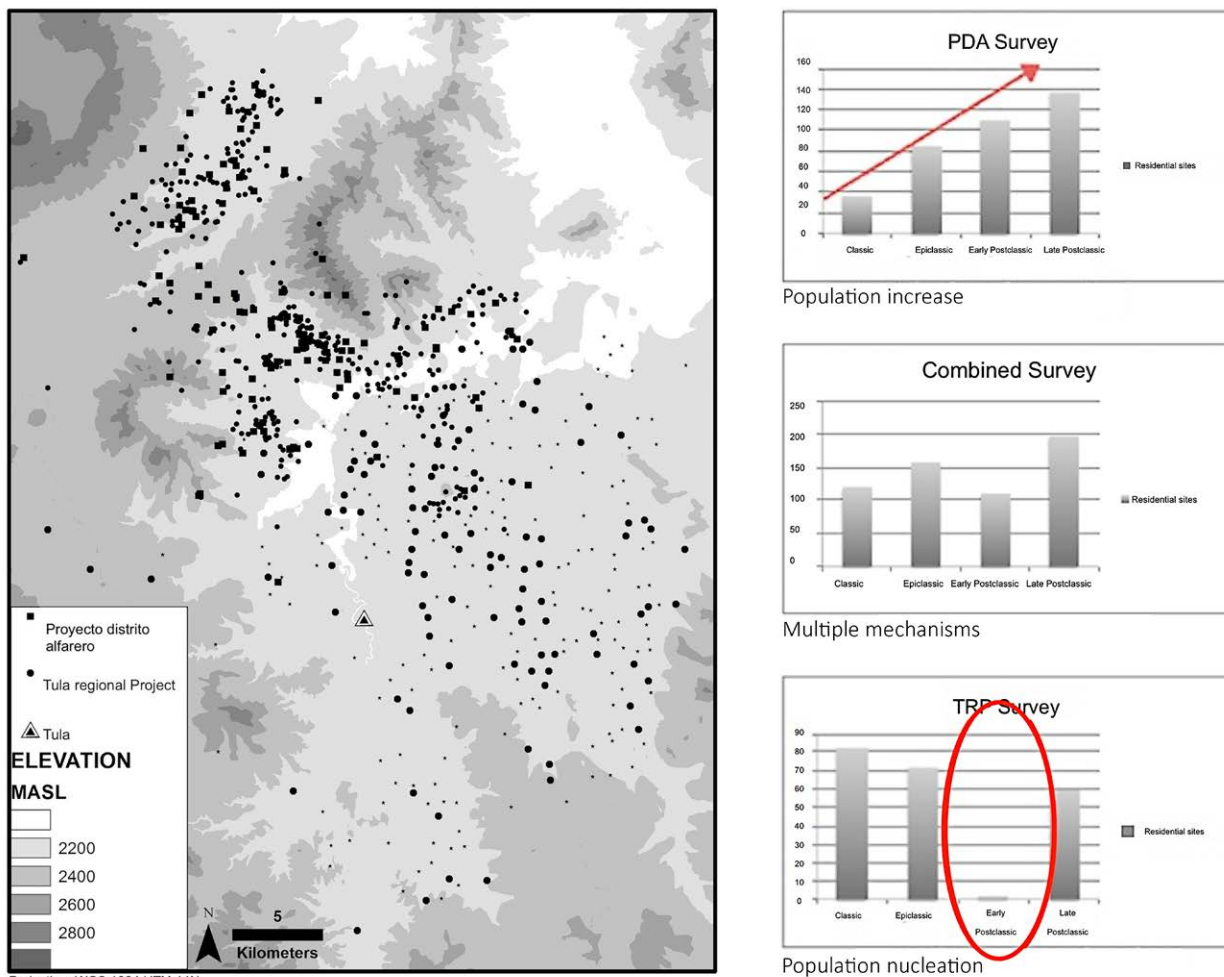 Proyecto distrito
alfarero
Tula regional Project
Tula
ELEVATION
MASL
2200
2400
2600
2800
N
5
Kilometers
PDA Survey
160
140
120
100
80
60
40
20
0
Classic
Epiclassic
Early Postclassic
Late Postclassic
Residential sites
Population increase
Combined Survey
250
200
150
100
50
0
Classic
Epiclassic
Early Postclassic
Late Postclassic
Residential sites
Multiple mechanisms
TRP Survey
90
80
70
60
50
40
30
20
10
0
Classic
Epiclassic
Early
Postclassic
Late
Postclassic
Residential sites
Population nucleation